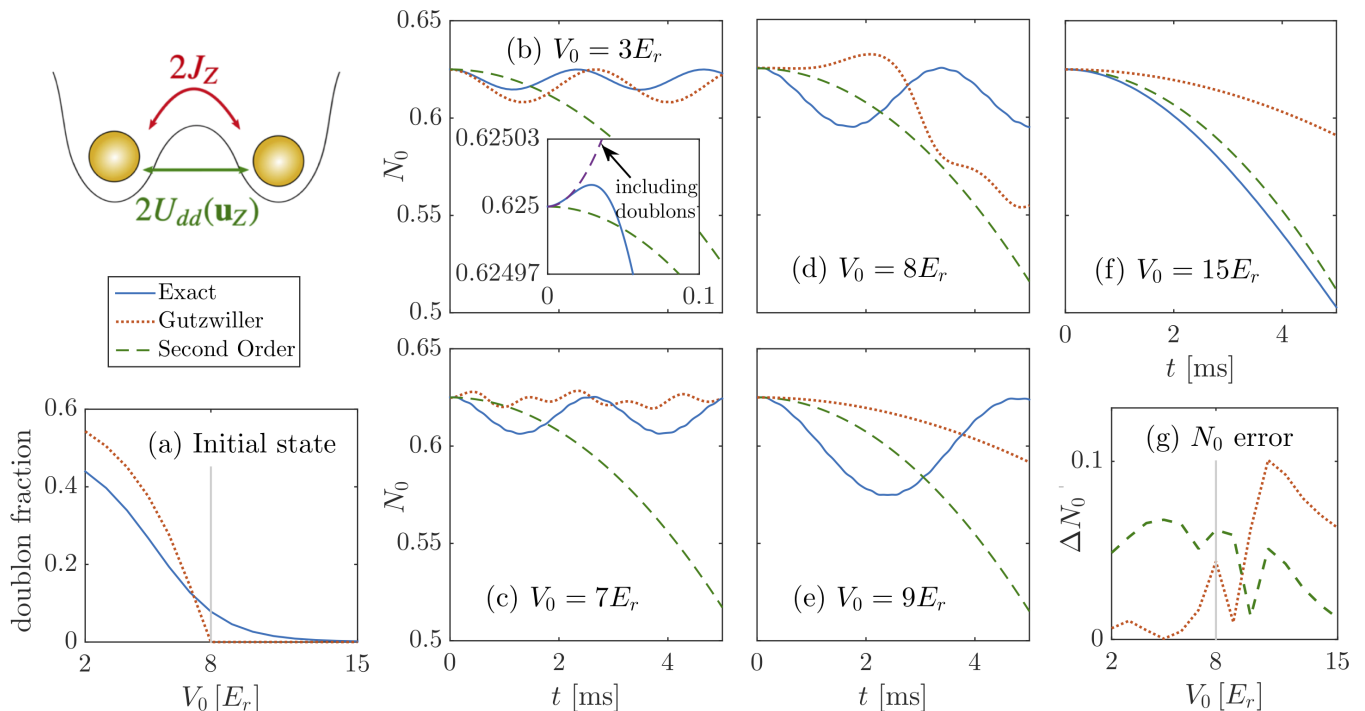 2J_Z
2U_{dd}(u_Z)
Exact
Gutzwiller
Second Order
(a) Initial state
doublon fraction
0.6
0.4
0.2
0
2
8
15
V_0 [E_r]
(b) V_0 = 3E_r
N_0
0.65
0.6
0.55
0.5
0.62503
0.625
0.62497
0
0.1
including
doublons
(c) V_0 = 7E_r
N_0
0.65
0.6
0.55
0.5
0
2
4
t [ms]
(d) V_0 = 8E_r
(e) V_0 = 9E_r
0
2
4
t [ms]
(f) V_0 = 15E_r
0
2
4
t [ms]
(g) N_0 error
ΔN_0
0.1
0
2
8
15
V_0 [E_r]